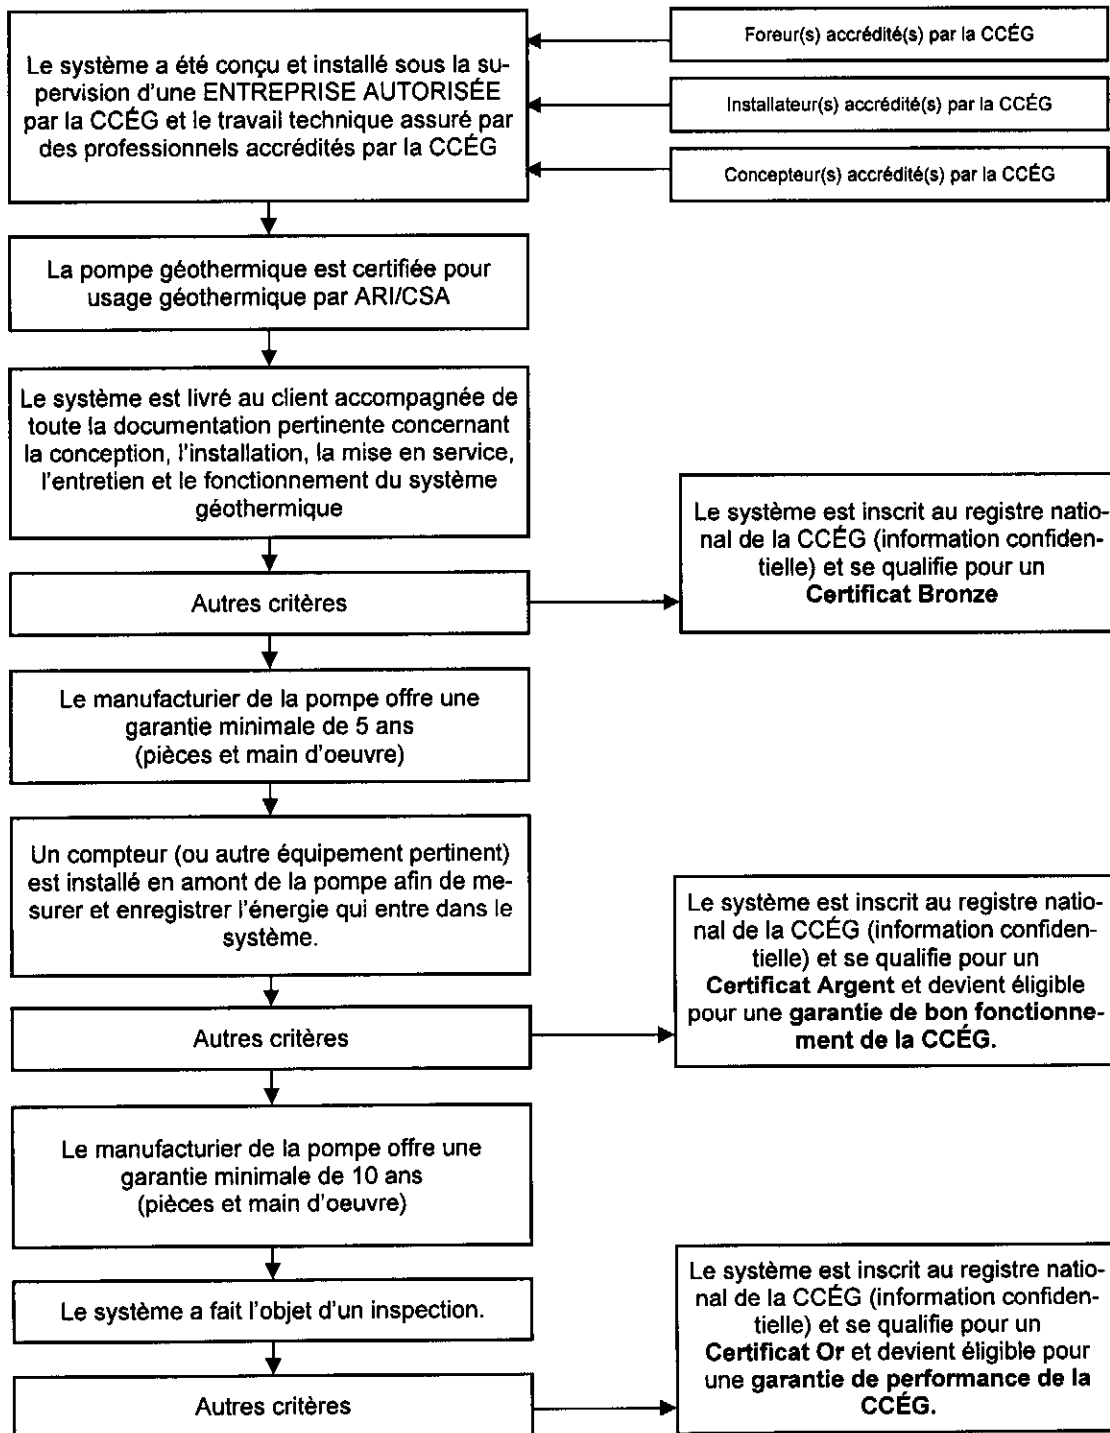 Le système a été conçu et installé sous la su-
pervision d'une ENTREPRISE AUTORISÉE
par la CCÉG et le travail technique assuré par
des professionnels accrédités par la CCÉG
Foreur(s) accrédité(s) par la CCÉG
Installateur(s) accrédité(s) par la CCÉG
Concepteur(s) accrédité(s) par la CCÉG
La pompe géothermique est certifiée pour
usage géothermique par ARI/CSA
Le système est livré au client accompagnée de
toute la documentation pertinente concernant
la conception, l'installation, la mise en service,
l'entretien et le fonctionnement du système
géothermique
Autres critères
Le système est inscrit au registre natio-
nal de la CCÉG (information confiden-
tielle) et se qualifie pour un
Certificat Bronze
Le manufacturier de la pompe offre une
garantie minimale de 5 ans
(pièces et main d'oeuvre)
Un compteur (ou autre équipement pertinent)
est installé en amont de la pompe afin de me-
surer et enregistrer l'énergie qui entre dans le
système.
Autres critères
Le système est inscrit au registre natio-
nal de la CCÉG (information confiden-
tielle) et se qualifie pour un
Certificat Argent et devient éligible
pour une garantie de bon fonctionne-
ment de la CCÉG.
Le manufacturier de la pompe offre une
garantie minimale de 10 ans
(pièces et main d'oeuvre)
Le système a fait l'objet d'un inspection.
Autres critères
Le système est inscrit au registre natio-
nal de la CCÉG (information confiden-
tielle) et se qualifie pour un
Certificat Or et devient éligible pour
une garantie de performance de la
CCÉG.